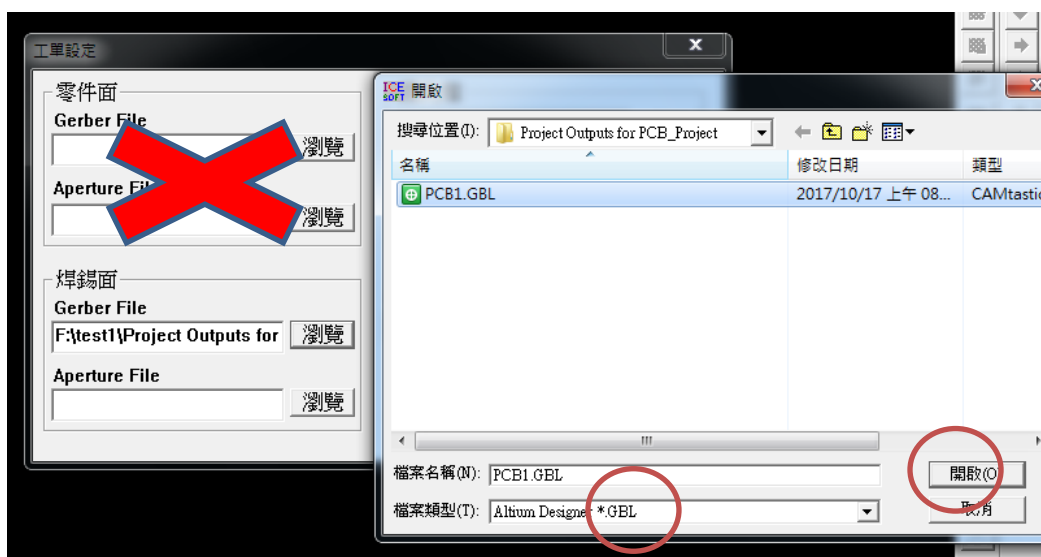 工單設定
零件面
Gerber File
瀏覽
Aperture Fil
瀏覽
焊錫面
Gerber File
F:\test1\Project Outputs for
瀏覽
Aperture File
瀏覽
ICE SOFT 開啟
搜尋位置(I): Project Outputs for PCB_Project
名稱 修改日期 類型
PCB1.GBL 2017/10/17 上午 08... CAMtastic
檔案名稱(N): PCB1.GBL 開啟(O
檔案類型(T): Altium Designer *.GBL 取消